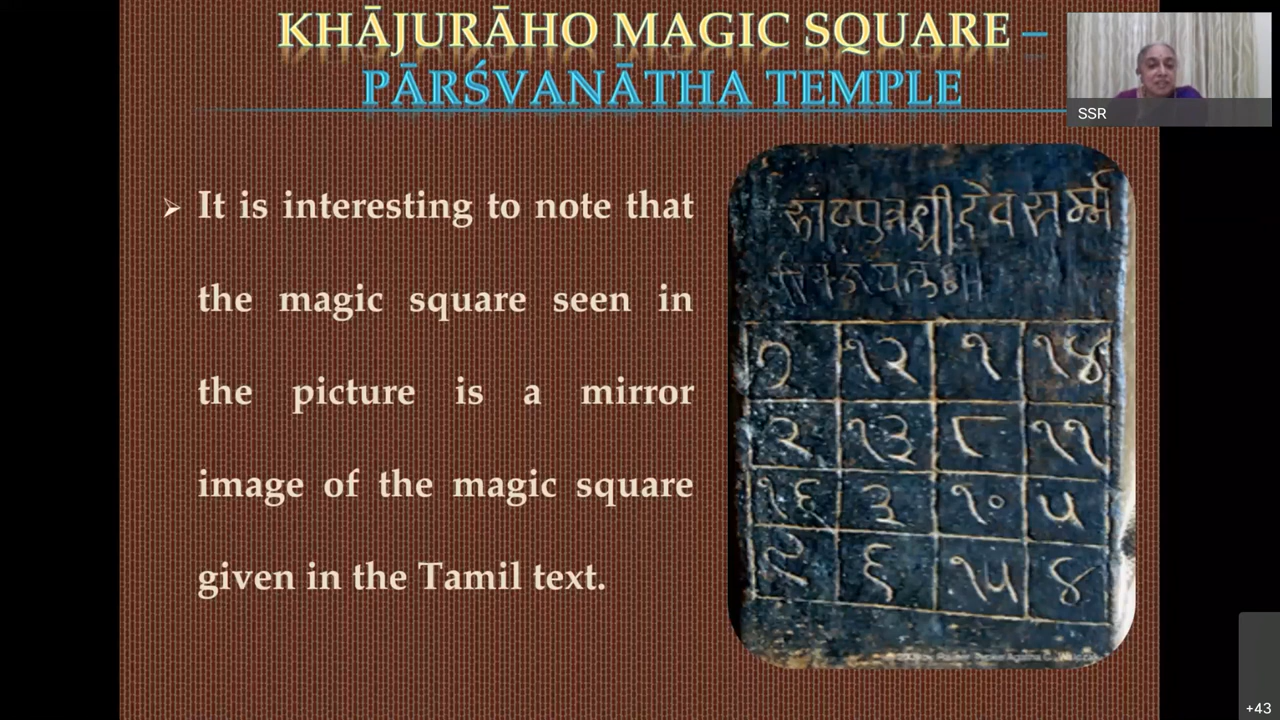 KHĀJURĀHO MAGIC SQUARE –
PĀRŚVANĀTHA TEMPLE
SSR
➢ It is interesting to note that
the magic square seen in
the picture is a mirror
image of the magic square
given in the Tamil text.
पुत्रश्रीदेवसर्म्म
७ १२ १ १४
२ १३ ८ ११
१६ ३ १० ५
९ ६ १५ ४
+43